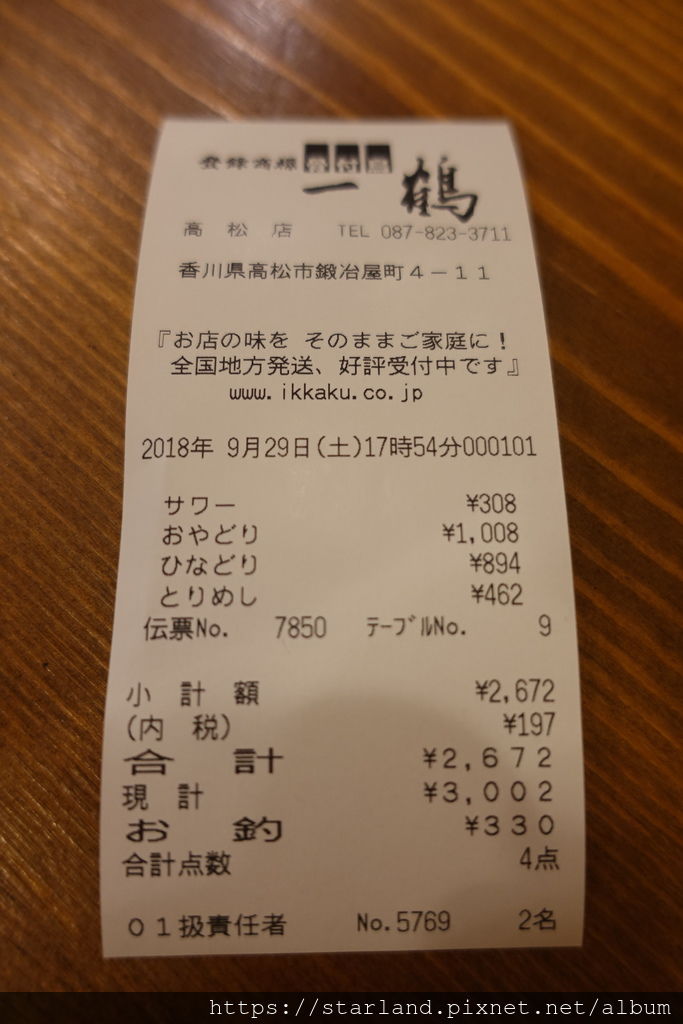 登録商標 骨付鳥
一鶴
高 松 店 TEL 087-823-3711
香川県高松市鍛冶屋町４－１１
『お店の味を そのままご家庭に！
全国地方発送、好評受付中です』
www.ikkaku.co.jp
2018年 9月29日(土)17時54分000101
サワー ¥308
おやどり ¥1,008
ひなどり ¥894
とりめし ¥462
伝票No. 7850 ﾃｰﾌﾞﾙNo. 9
小 計 額 ¥2,672
(内 税) ¥197
合 計 ¥２,６７２
現 計 ¥３,００２
お 釣 ¥３３０
合計点数 4点
０１扱責任者 No.5769 2名
https://starland.pixnet.net/album